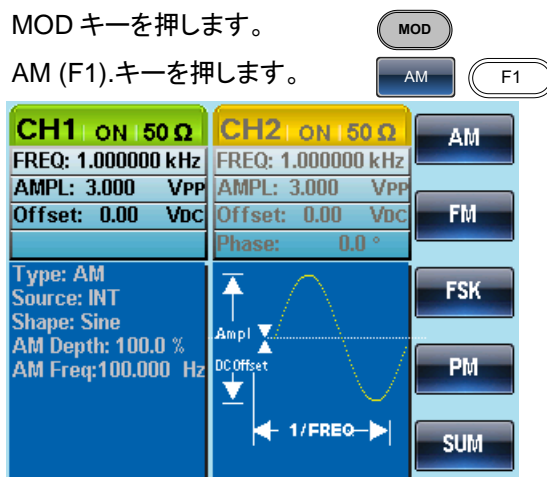 MOD キーを押します。 MOD
AM (F1).キーを押します。 AM F1
CH1 ON 50 Ω CH2 ON 50 Ω AM
FREQ: 1.000000 kHz FREQ: 1.000000 kHz
AMPL: 3.000 VPP AMPL: 3.000 VPP
Offset: 0.00 VDC Offset: 0.00 VDC FM
Phase: 0.0 °
Type: AM
Source: INT FSK
Shape: Sine
AM Depth: 100.0 % Ampl
AM Freq:100.000 Hz DC Offset PM
1/FREQ
SUM